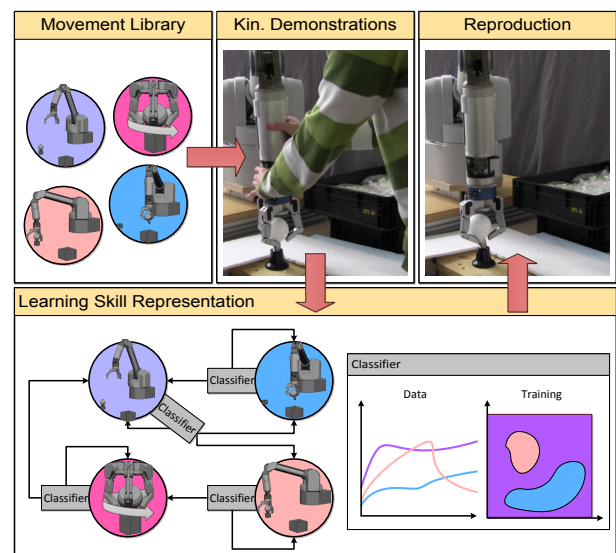 Movement Library
Kin. Demonstrations
Reproduction
Learning Skill Representation
Classifier
Classifier
Classifier
Classifier
Classifier
Data
Training